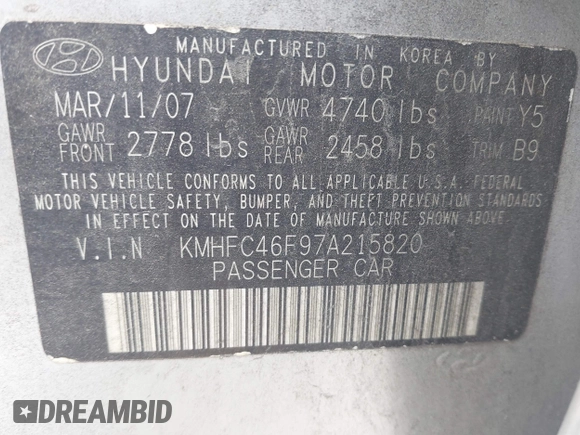 MANUFACTURED IN KOREA BY
HYUNDAI MOTOR COMPANY
MAR/11/07 GVWR 4740 lbs PAINT Y5
GAWR FRONT 2778 lbs GAWR REAR 2458 lbs TRIM B9
THIS VEHICLE CONFORMS TO ALL APPLICABLE U.S.A. FEDERAL
MOTOR VEHICLE SAFETY, BUMPER, AND THEFT PREVENTION STANDARDS
IN EFFECT ON THE DATE OF MANUFACTURE SHOWN ABOVE.
V.I.N KMHFC46F97A215820
PASSENGER CAR
DREAMBID